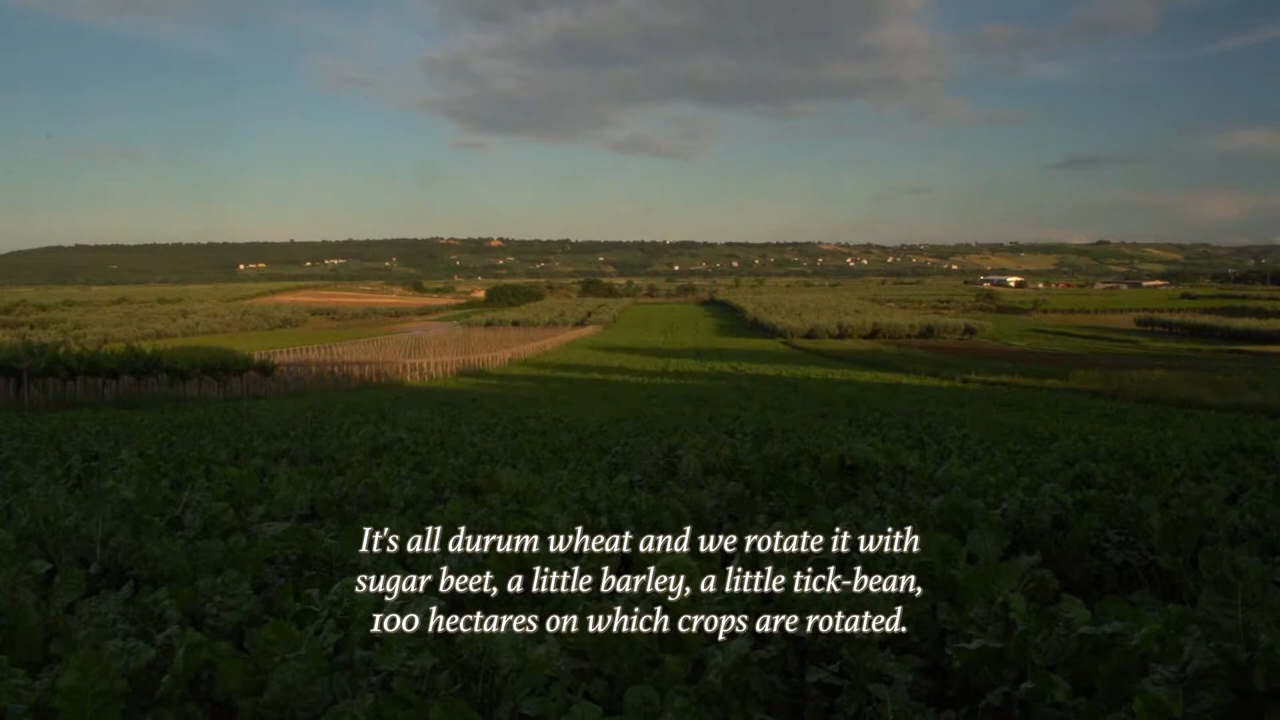 It's all durum wheat and we rotate it with
sugar beet, a little barley, a little tick-bean,
100 hectares on which crops are rotated.